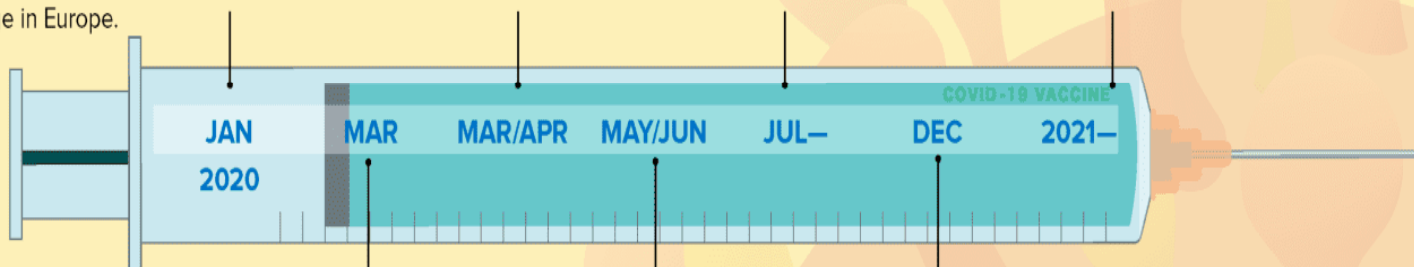 e in Europe.
COVID-19 VACCINE
JAN MAR MAR/APR MAY/JUN JUL— DEC 2021—
2020